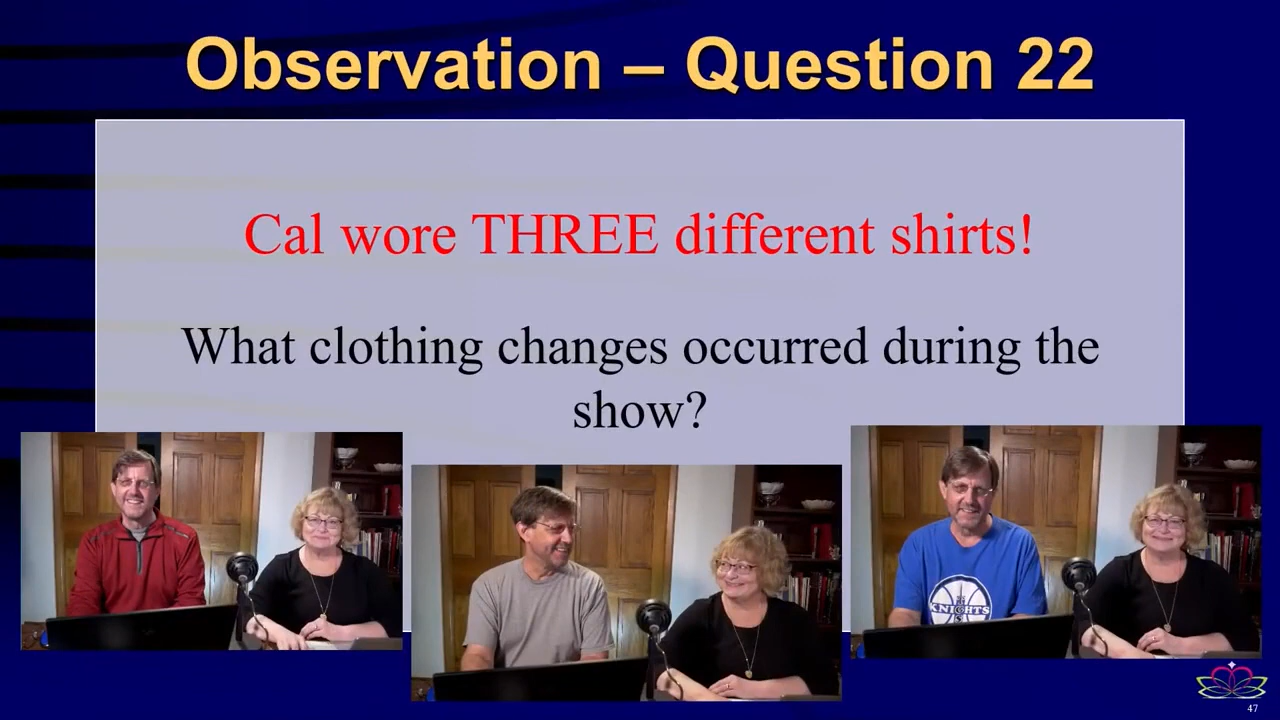 Observation – Question 22
Cal wore THREE different shirts!
What clothing changes occurred during the
show?
KNIGHTS
47